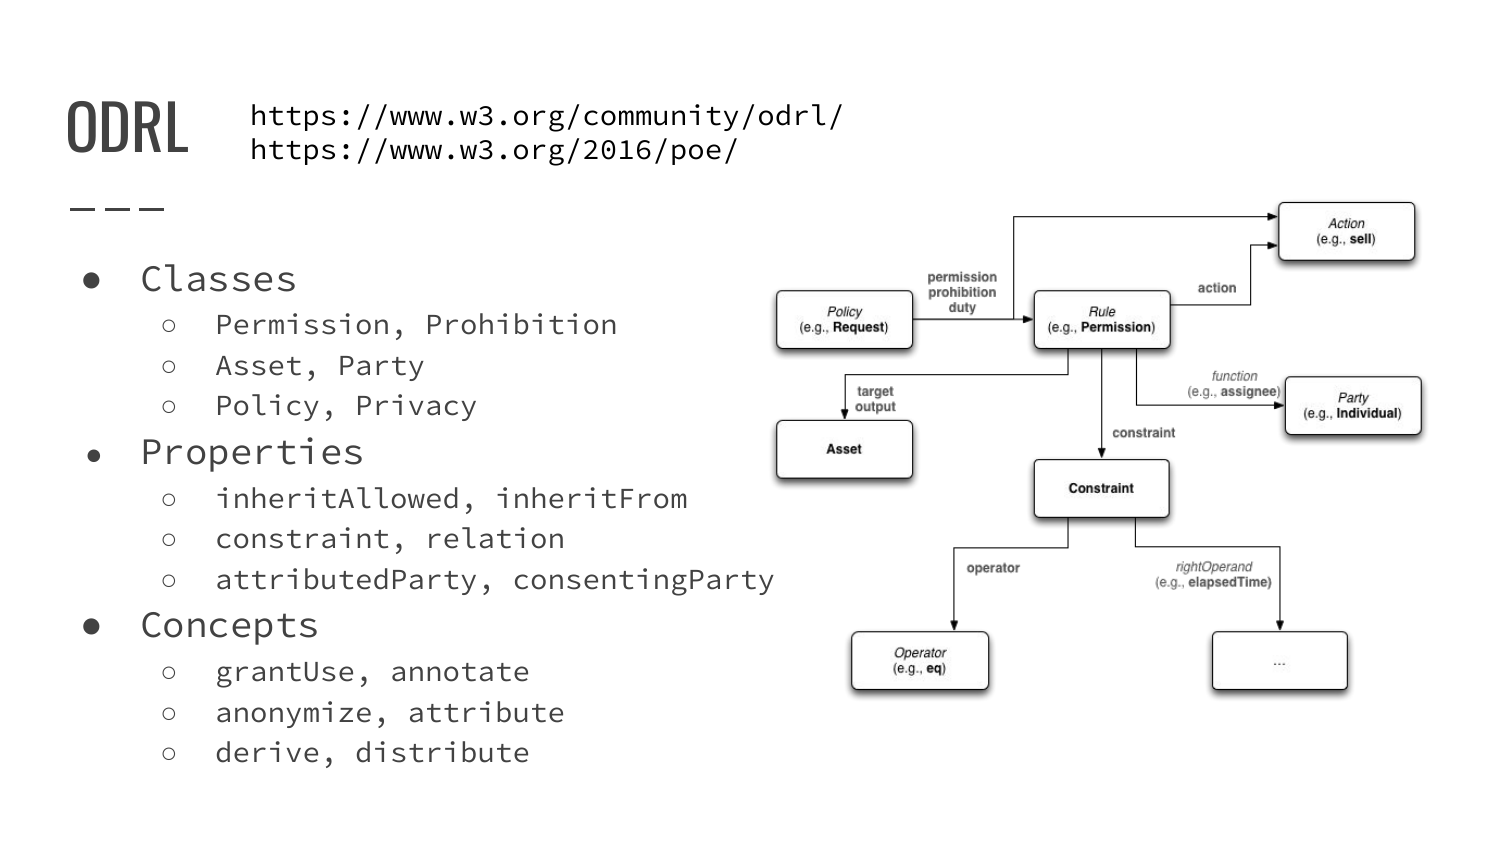 ODRL
https://www.w3.org/community/odrl/
https://www.w3.org/2016/poe/
● Classes
○ Permission, Prohibition
○ Asset, Party
○ Policy, Privacy
● Properties
○ inheritAllowed, inheritFrom
○ constraint, relation
○ attributedParty, consentingParty
● Concepts
○ grantUse, annotate
○ anonymize, attribute
○ derive, distribute
Action
(e.g., sell)
permission
prohibition
duty
action
Policy
(e.g., Request)
Rule
(e.g., Permission)
target
output
function
(e.g., assignee)
Party
(e.g., Individual)
Asset
constraint
Constraint
operator
rightOperand
(e.g., elapsedTime)
Operator
(e.g., eq)
...